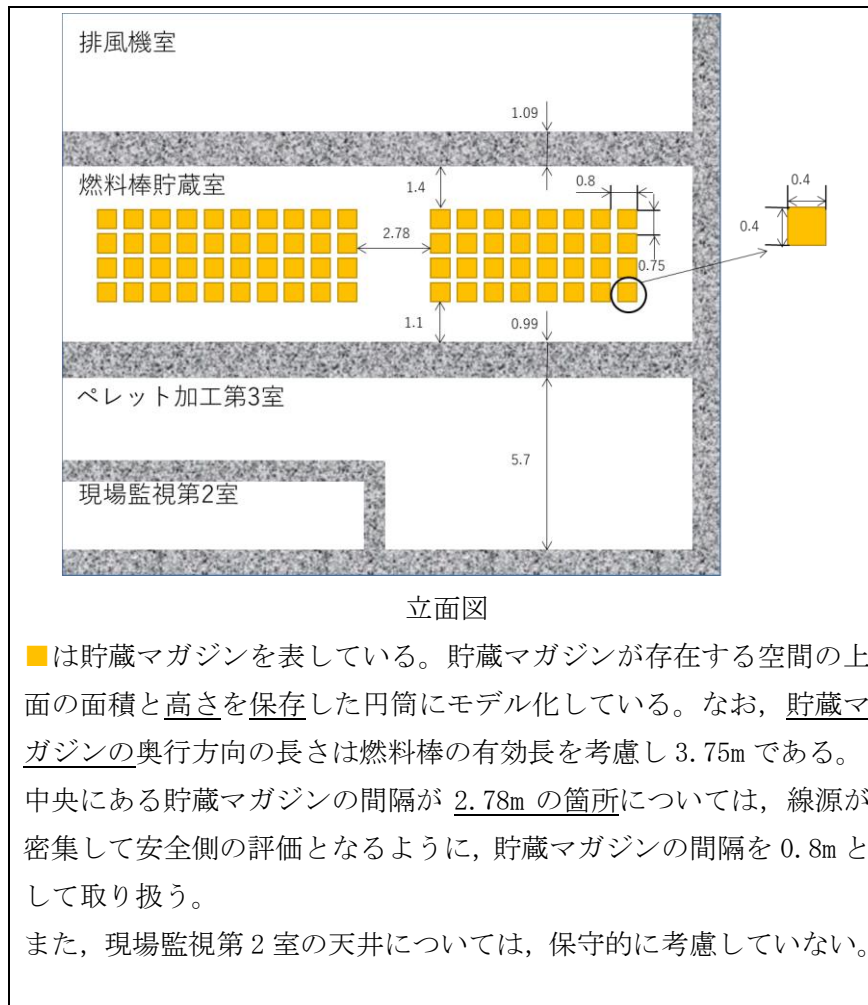 排風機室
1.09
燃料棒貯蔵室
1.4
0.8
0.4
2.78
0.4
0.75
1.1
0.99
ペレット加工第3室
5.7
現場監視第2室
立面図
■は貯蔵マガジンを表している。貯蔵マガジンが存在する空間の上
面の面積と高さを保存した円筒にモデル化している。なお，貯蔵マ
ガジンの奥行方向の長さは燃料棒の有効長を考慮し 3.75m である。
中央にある貯蔵マガジンの間隔が 2.78m の箇所については，線源が
密集して安全側の評価となるように，貯蔵マガジンの間隔を 0.8m と
して取り扱う。
また，現場監視第 2 室の天井については，保守的に考慮していない。